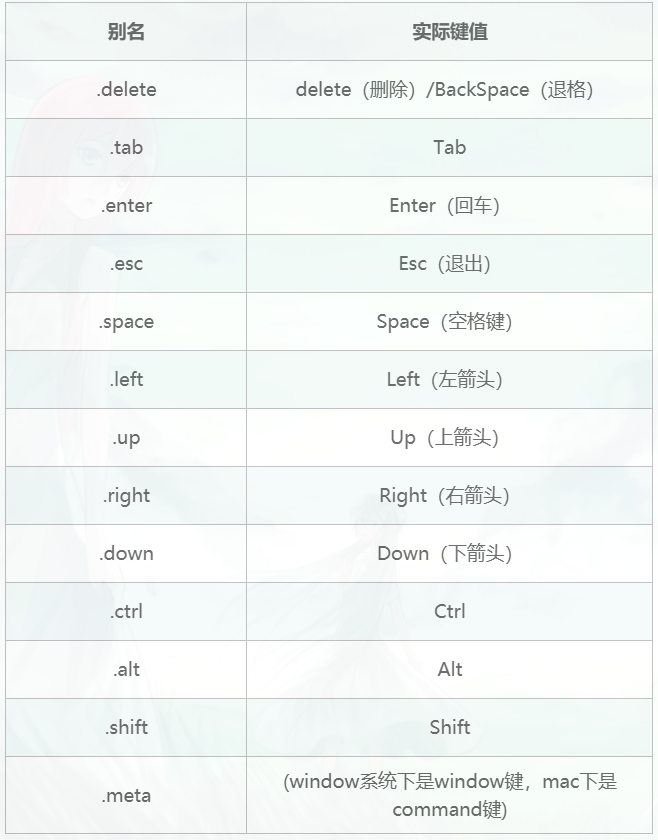 别名 实际键值
.delete delete（删除）/BackSpace（退格）
.tab Tab
.enter Enter（回车）
.esc Esc（退出）
.space Space（空格键）
.left Left（左箭头）
.up Up（上箭头）
.right Right（右箭头）
.down Down（下箭头）
.ctrl Ctrl
.alt Alt
.shift Shift
.meta (window系统下是window键，mac下是
command键)